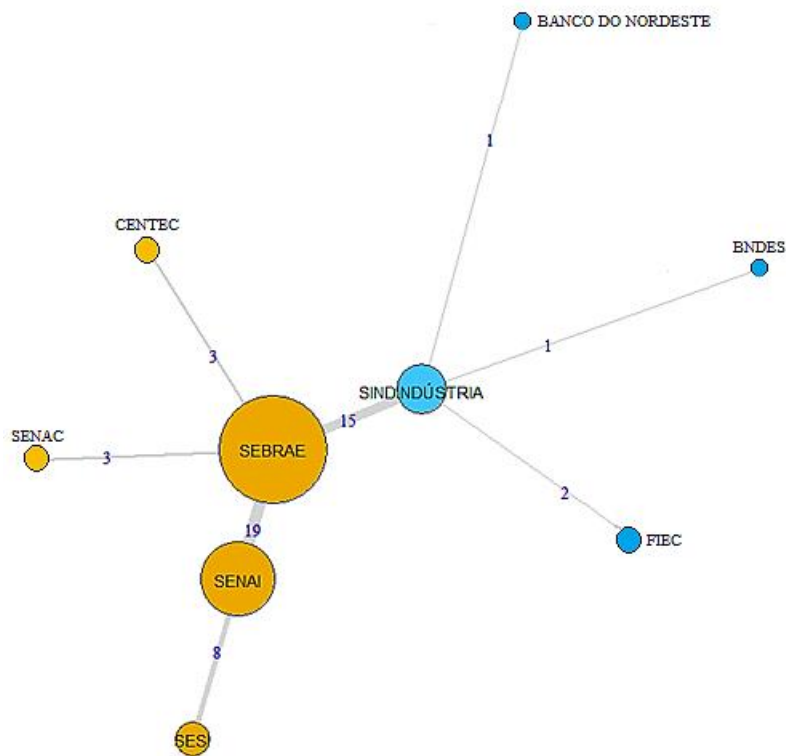 BANCO DO NORDESTE
1
CENTEC
BNDES
3
1
SINDINDÚSTRIA
15
SENAC
3
SEBRAE
2
19
FIEC
SENAI
8
SESI